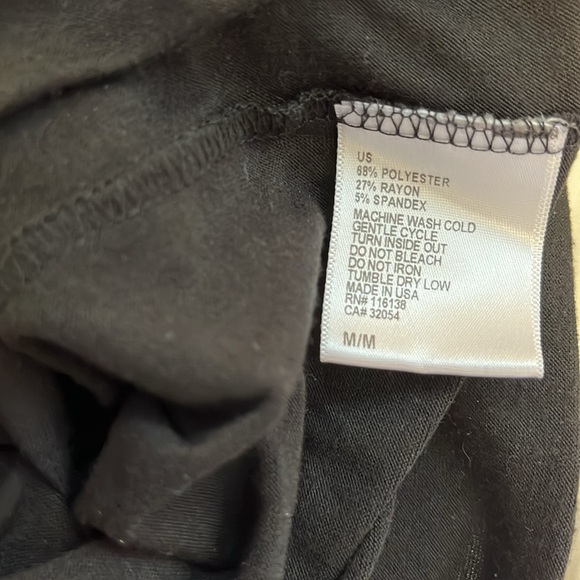 US
68% POLYESTER
27% RAYON
5% SPANDEX
MACHINE WASH COLD
GENTLE CYCLE
TURN INSIDE OUT
DO NOT BLEACH
DO NOT IRON
TUMBLE DRY LOW
MADE IN USA
RN# 116138
CA# 32054
M/M